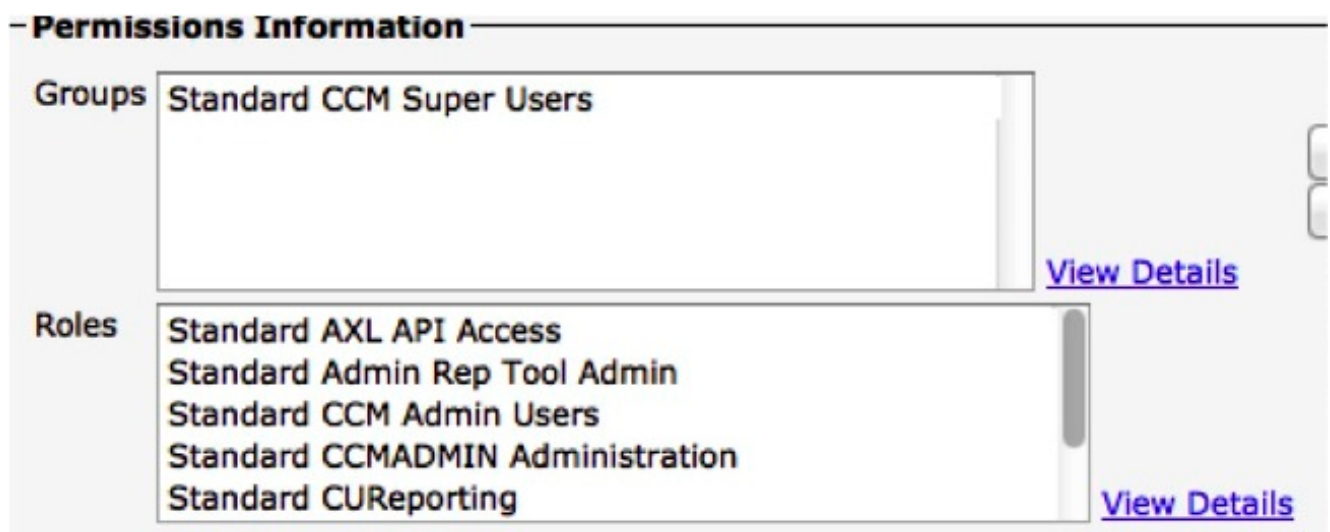 Permissions Information
Groups
Standard CCM Super Users
View Details
Roles
Standard AXL API Access
Standard Admin Rep Tool Admin
Standard CCM Admin Users
Standard CCMADMIN Administration
Standard CUReporting
View Details